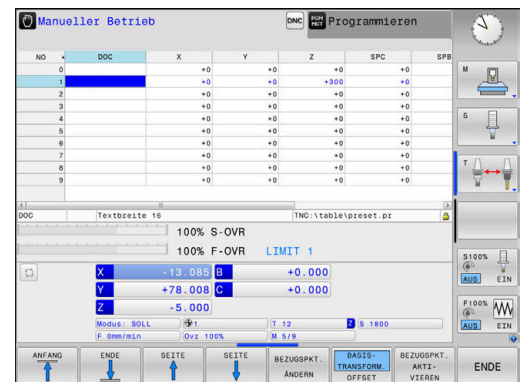 Manueller Betrieb DNC PGM MGT Programmieren
NO DOC X Y Z SPC SPB
0 +0 +0 +0 +0
1 +0 +0 +300 +0
2 +0 +0 +0 +0
3 +0 +0 +0 +0
4 +0 +0 +0 +0
5 +0 +0 +0 +0
6 +0 +0 +0 +0
7 +0 +0 +0 +0
8 +0 +0 +0 +0
9 +0 +0 +0 +0
DOC Textbreite 16 TNC:\table\preset.pr
100% S-OVR
100% F-OVR LIMIT 1
X -13.085 B +0.000
Y +78.008 C +0.000
Z -5.000
Modus: SOLL 1 T 12 Z S 1800
F 0mm/min Ovr 100% M 5/9
M
S
T
S100%
AUS EIN
F100%
AUS EIN
ANFANG
ENDE
SEITE
SEITE
BEZUGSPKT.
ÄNDERN
BASIS-
TRANSFORM.
OFFSET
BEZUGSPKT.
AKTI-
VIEREN
ENDE